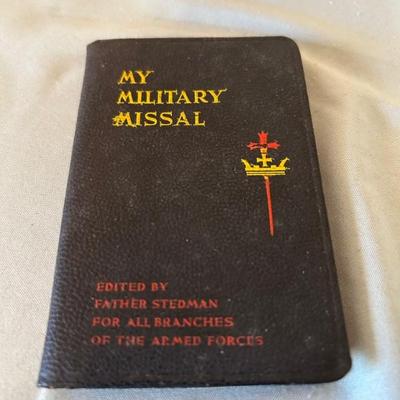 MY
MILITARY
MISSAL
EDITED BY
FATHER STEDMAN
FOR ALL BRANCHES
OF THE ARMED FORCES